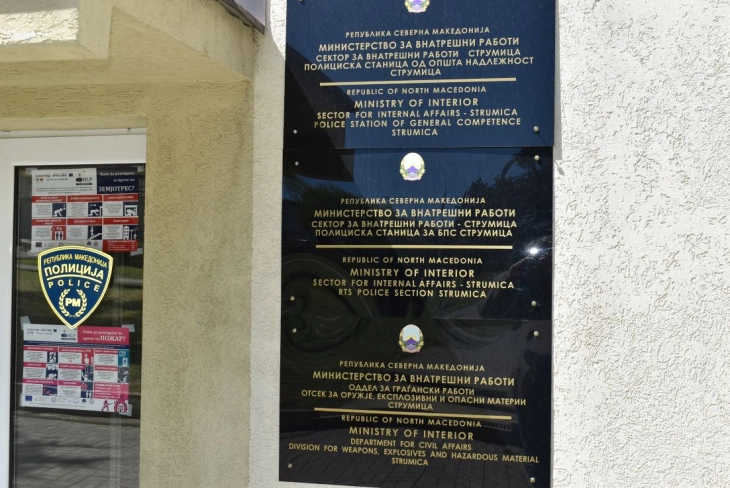 РЕПУБЛИКА СЕВЕРНА МАКЕДОНИЈА
МИНИСТЕРСТВО ЗА ВНАТРЕШНИ РАБОТИ
СЕКТОР ЗА ВНАТРЕШНИ РАБОТИ СТРУМИЦА
ПОЛИЦИСКА СТАНИЦА ОД ОПШТА НАДЛЕЖНОСТ
СТРУМИЦА
REPUBLIC OF NORTH MACEDONIA
MINISTRY OF INTERIOR
SECTOR FOR INTERNAL AFFAIRS - STRUMICA
POLICE STATION OF GENERAL COMPETENCE
STRUMICA
РЕПУБЛИКА СЕВЕРНА МАКЕДОНИЈА
МИНИСТЕРСТВО ЗА ВНАТРЕШНИ РАБОТИ
СЕКТОР ЗА ВНАТРЕШНИ РАБОТИ - СТРУМИЦА
ПОЛИЦИСКА СТАНИЦА ЗА БПС СТРУМИЦА
REPUBLIC OF NORTH MACEDONIA
MINISTRY OF INTERIOR
SECTOR FOR INTERNAL AFFAIRS - STRUMICA
RTS POLICE SECTION STRUMICA
РЕПУБЛИКА СЕВЕРНА МАКЕДОНИЈА
МИНИСТЕРСТВО ЗА ВНАТРЕШНИ РАБОТИ
ОДДЕЛ ЗА ГРАЃАНСКИ РАБОТИ
ОТСЕК ЗА ОРУЖЈЕ, ЕКСПЛОЗИВНИ И ОПАСНИ МАТЕРИИ
СТРУМИЦА
REPUBLIC OF NORTH MACEDONIA
MINISTRY OF INTERIOR
DEPARTMENT FOR CIVIL AFFAIRS
DIVISION FOR WEAPONS, EXPLOSIVES AND HAZARDOUS MATERIAL
STRUMICA
ЗЕМЈОТРЕС?
РЕПУБЛИКА МАКЕДОНИЈА
ПОЛИЦИЈА
POLICE
РМ
ПОЖАР?